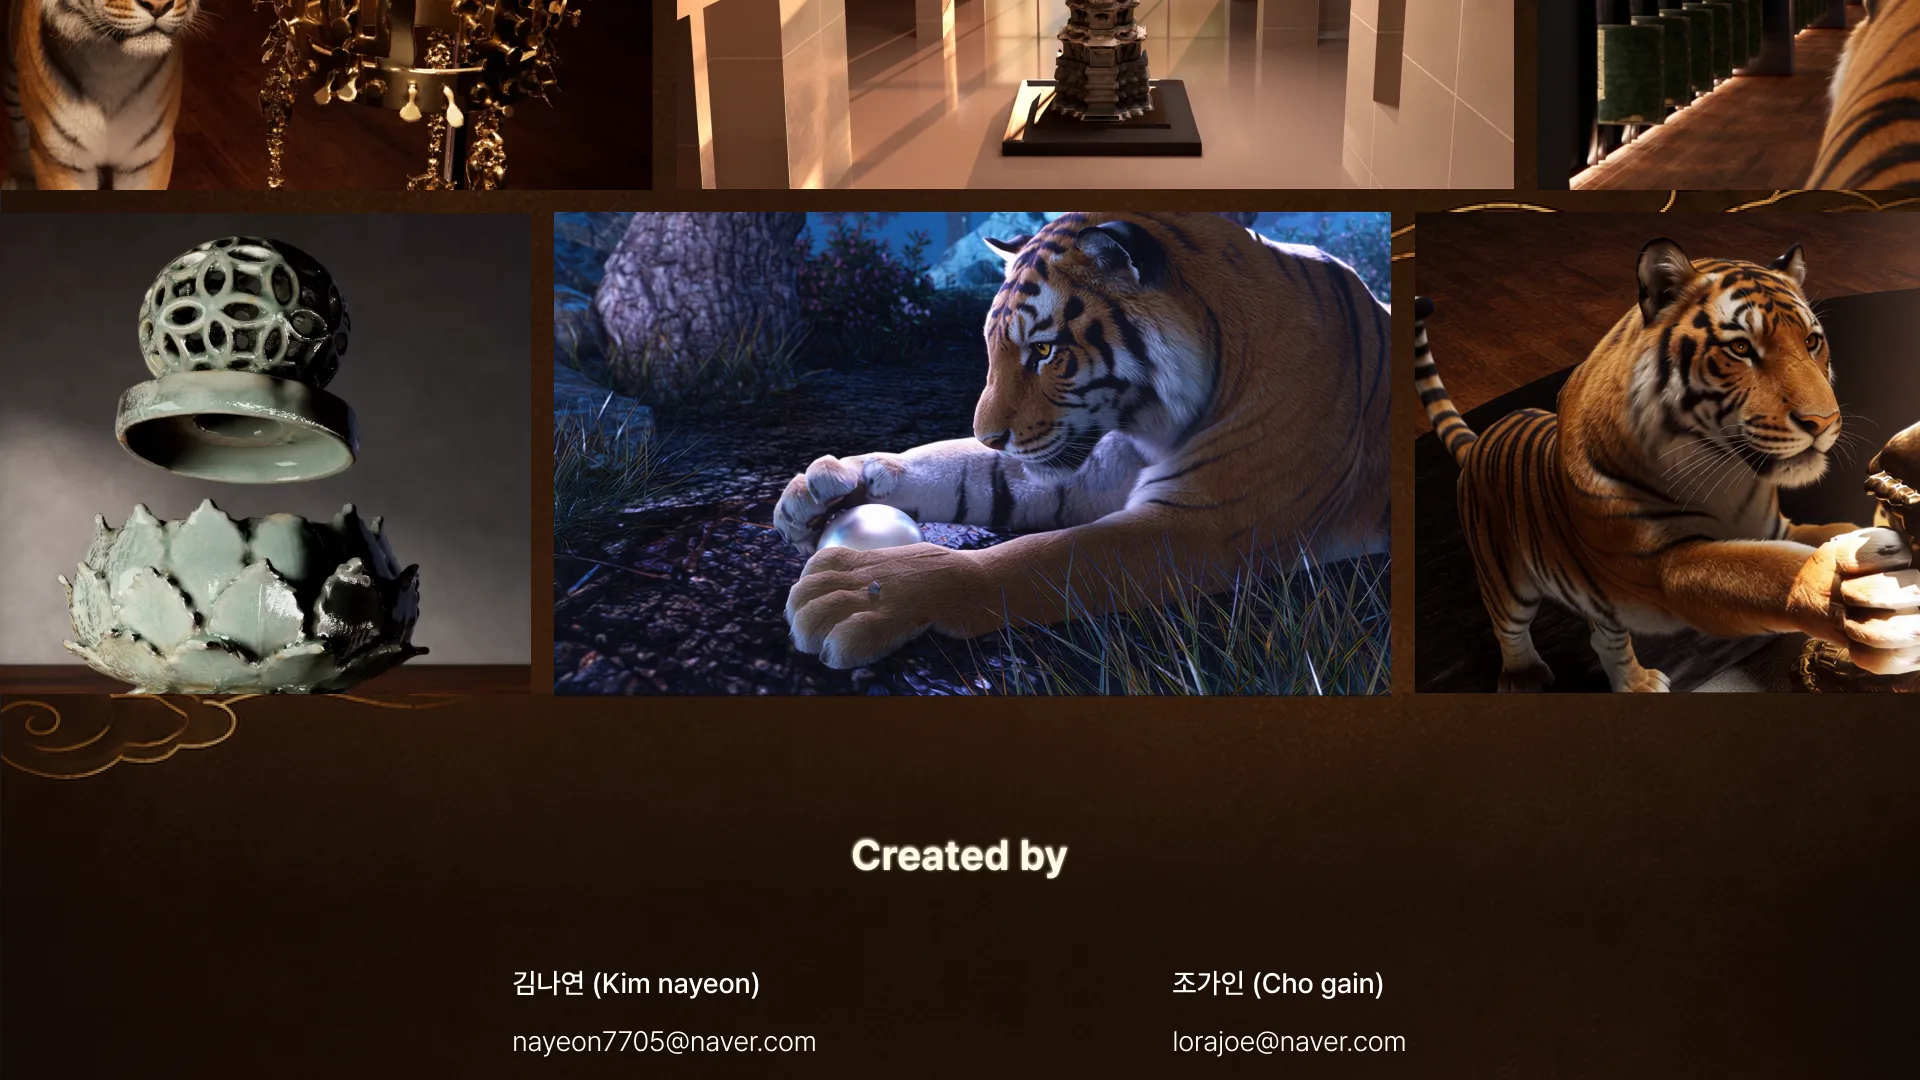 Created by
김나연 (Kim nayeon)
조가인 (Cho gain)
nayeon7705@naver.com
lorajoe@naver.com